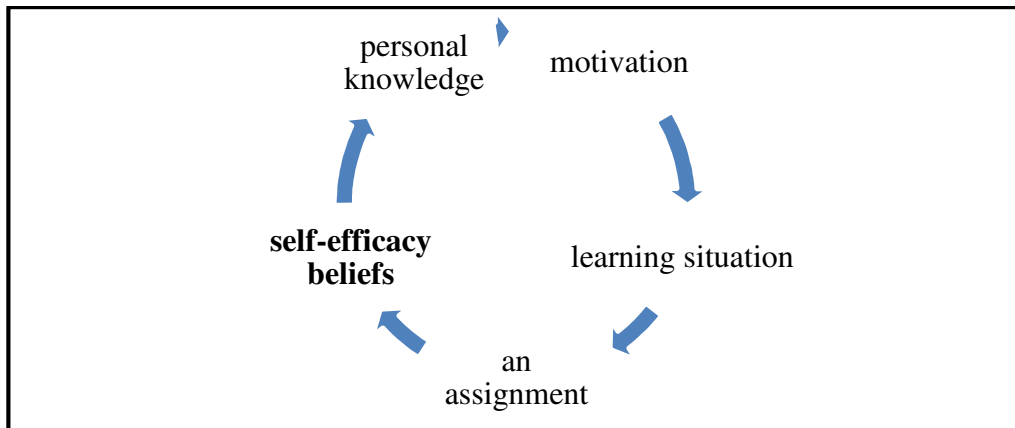 personal
knowledge
motivation
learning situation
an
assignment
self-efficacy
beliefs